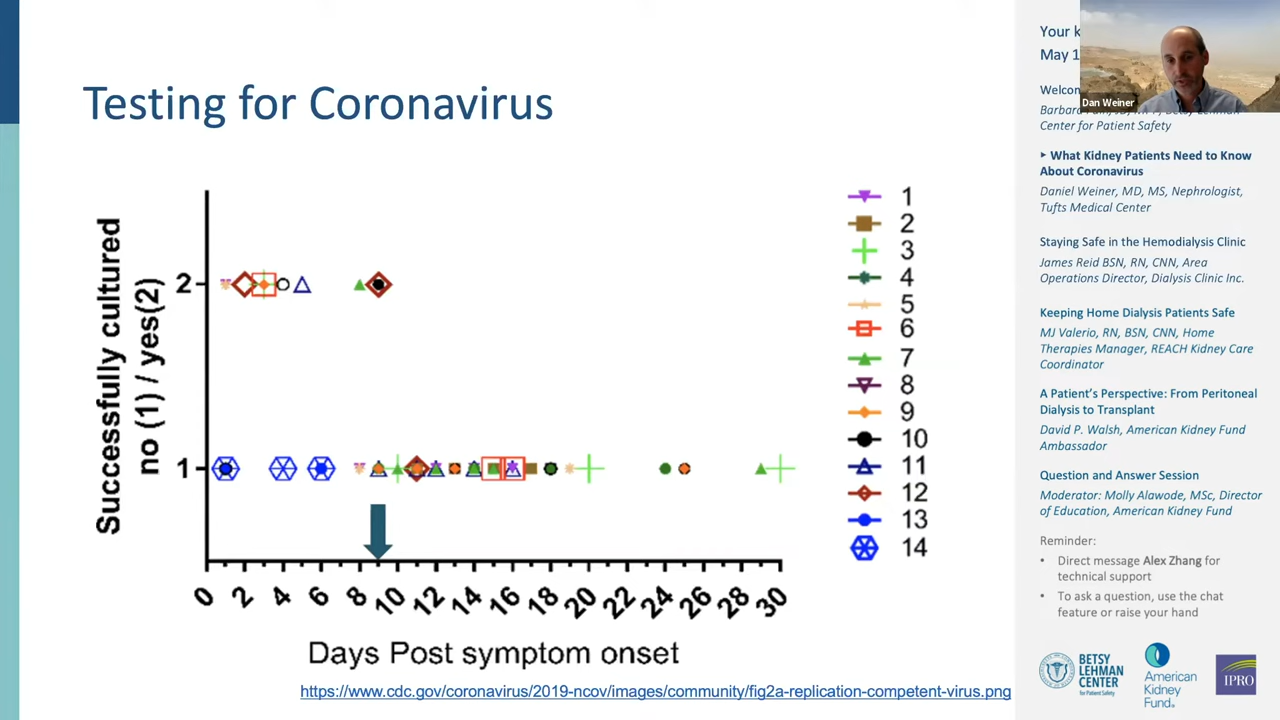 Testing for Coronavirus
Successfully cultured
no (1) / yes(2)
2
1
0
2
4
6
8
10
12
14
16
18
20
22
24
26
28
30
Days Post symptom onset
1
2
3
4
5
6
7
8
9
10
11
12
13
14
https://www.cdc.gov/coronavirus/2019-ncov/images/community/fig2a-replication-competent-virus.png
Your k
May 1
Dan Weiner
Welcon
Barbar
Center for Patient Safety
▸ What Kidney Patients Need to Know
About Coronavirus
Daniel Weiner, MD, MS, Nephrologist,
Tufts Medical Center
Staying Safe in the Hemodialysis Clinic
James Reid BSN, RN, CNN, Area
Operations Director, Dialysis Clinic Inc.
Keeping Home Dialysis Patients Safe
MJ Valerio, RN, BSN, CNN, Home
Therapies Manager, REACH Kidney Care
Coordinator
A Patient's Perspective: From Peritoneal
Dialysis to Transplant
David P. Walsh, American Kidney Fund
Ambassador
Question and Answer Session
Moderator: Molly Alawode, MSc, Director
of Education, American Kidney Fund
Reminder:
• Direct message Alex Zhang for
technical support
• To ask a question, use the chat
feature or raise your hand
BETSY
LEHMAN
CENTER
for Patient Safety
American
Kidney
Fund®
IPRO